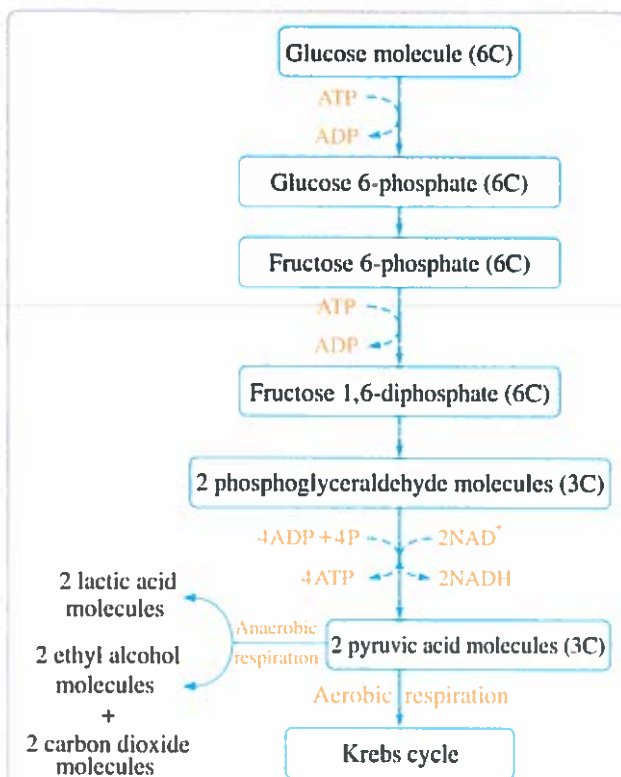 Glucose molecule (6C)
ATP
ADP
Glucose 6-phosphate (6C)
Fructose 6-phosphate (6C)
ATP
ADP
Fructose 1,6-diphosphate (6C)
2 phosphoglyceraldehyde molecules (3C)
4ADP +4P 2NAD⁺
4ATP 2NADH
2 lactic acid
molecules
Anaerobic
respiration
2 pyruvic acid molecules (3C)
2 ethyl alcohol
molecules
+
2 carbon dioxide
molecules
Aerobic respiration
Krebs cycle